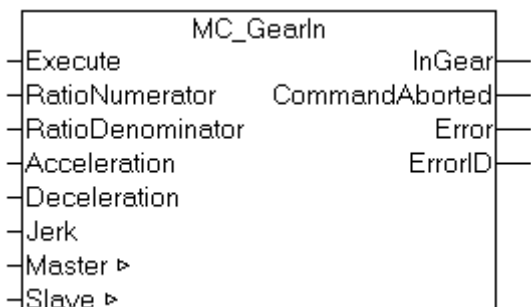 MC_GearIn
Execute InGear
RatioNumerator CommandAborted
RatioDenominator Error
Acceleration ErrorID
Deceleration
Jerk
Master ▷
Slave ▷